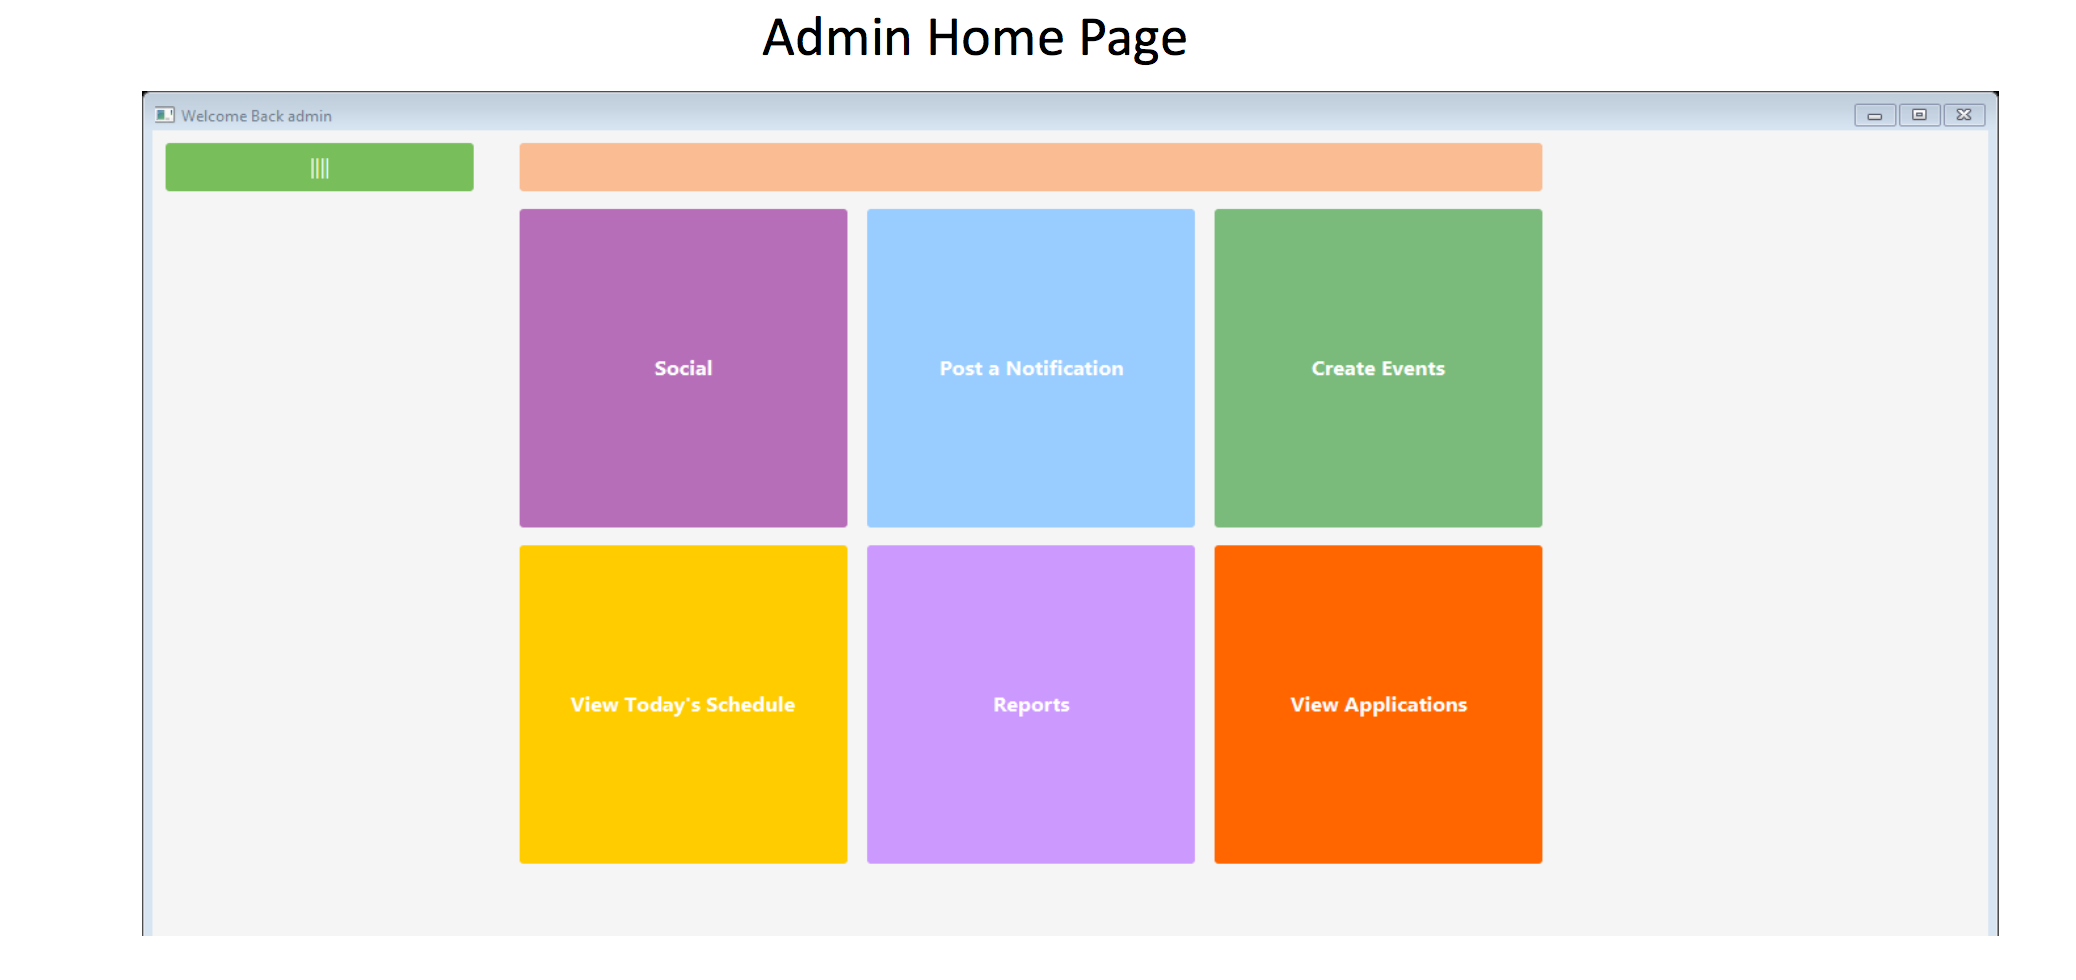 Admin Home Page
Welcome Back admin
||||
Social
Post a Notification
Create Events
View Today's Schedule
Reports
View Applications